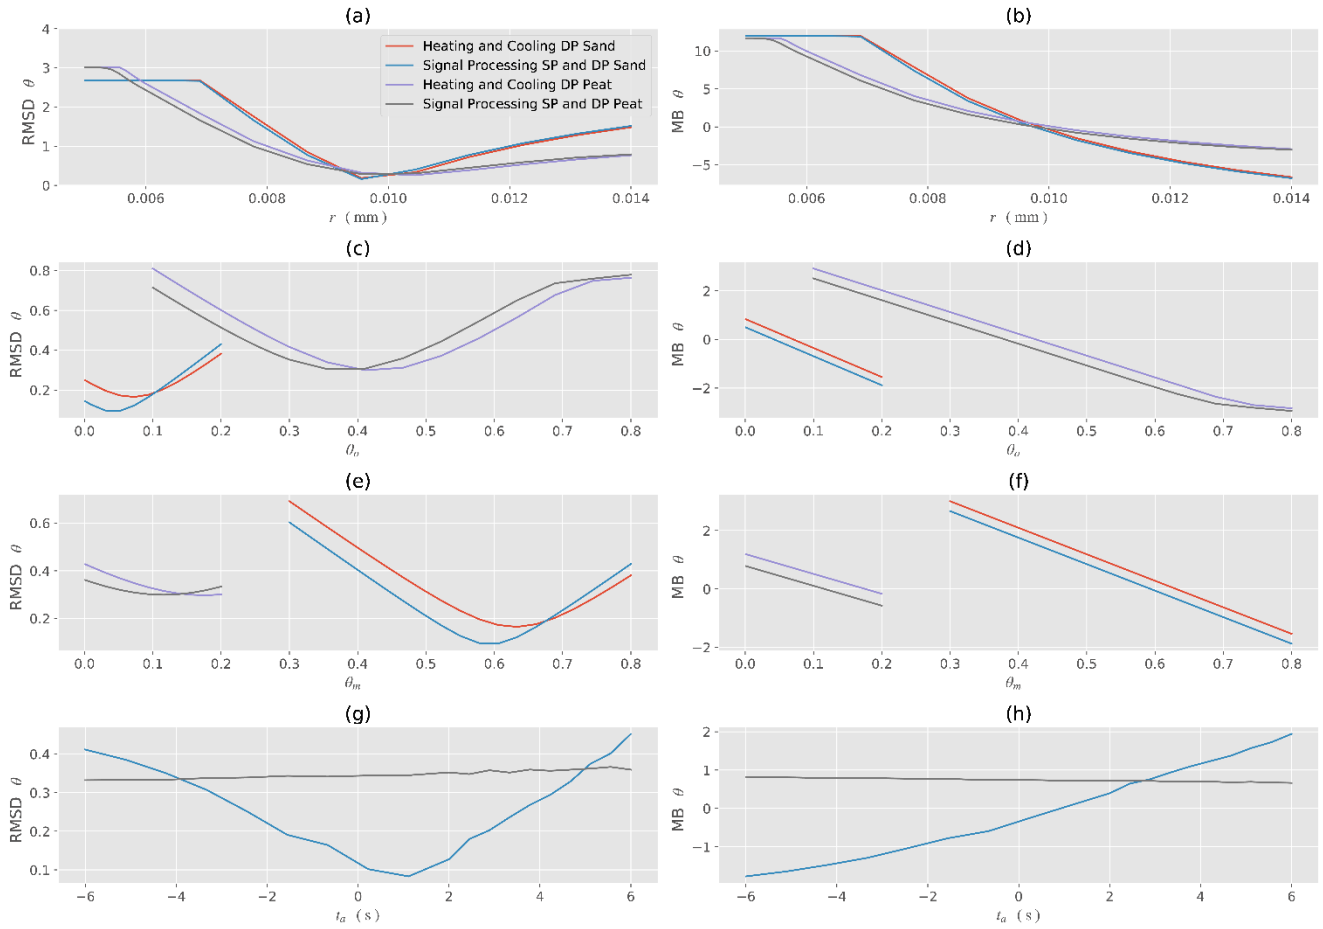 (a)
4
3
2
1
0
RMSD θ
Heating and Cooling DP Sand
Signal Processing SP and DP Sand
Heating and Cooling DP Peat
Signal Processing SP and DP Peat
0.006 0.008 0.010 0.012 0.014
r (mm)
(b)
10
5
0
−5
MB θ
0.006 0.008 0.010 0.012 0.014
r (mm)
(c)
0.8
0.6
0.4
0.2
RMSD θ
0.0 0.1 0.2 0.3 0.4 0.5 0.6 0.7 0.8
θo
(d)
2
0
−2
MB θ
0.0 0.1 0.2 0.3 0.4 0.5 0.6 0.7 0.8
θo
(e)
0.6
0.4
0.2
RMSD θ
0.0 0.1 0.2 0.3 0.4 0.5 0.6 0.7 0.8
θm
(f)
2
0
−2
MB θ
0.0 0.1 0.2 0.3 0.4 0.5 0.6 0.7 0.8
θm
(g)
0.4
0.3
0.2
0.1
RMSD θ
−6 −4 −2 0 2 4 6
ta (s)
(h)
2
1
0
−1
MB θ
−6 −4 −2 0 2 4 6
ta (s)